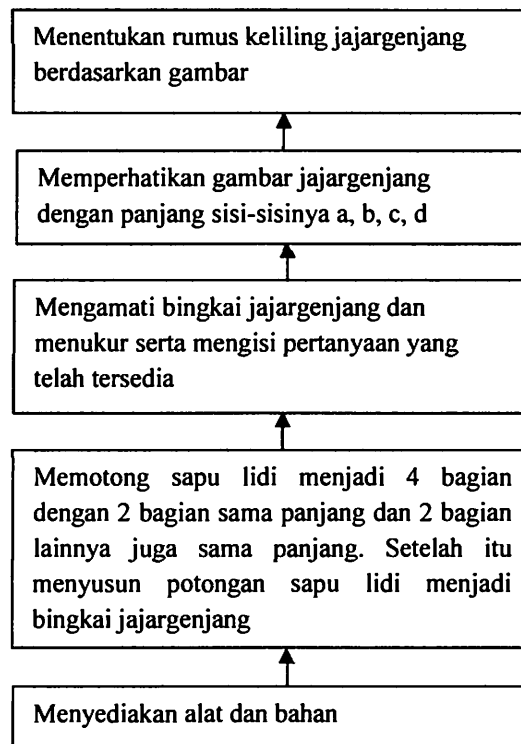 Menentukan rumus keliling jajargenjang
berdasarkan gambar
Memperhatikan gambar jajargenjang
dengan panjang sisi-sisinya a, b, c, d
Mengamati bingkai jajargenjang dan
menukur serta mengisi pertanyaan yang
telah tersedia
Memotong sapu lidi menjadi 4 bagian
dengan 2 bagian sama panjang dan 2 bagian
lainnya juga sama panjang. Setelah itu
menyusun potongan sapu lidi menjadi
bingkai jajargenjang
Menyediakan alat dan bahan